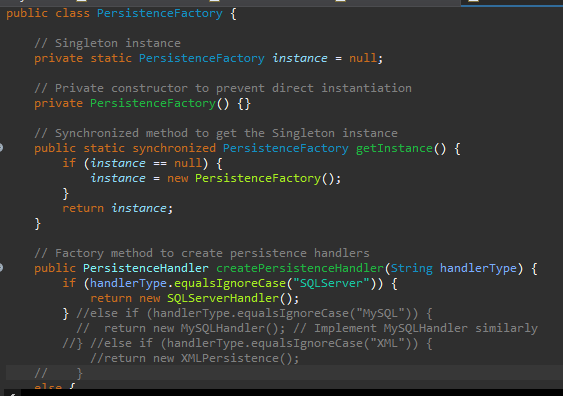 public class PersistenceFactory {
// Singleton instance
private static PersistenceFactory instance = null;
// Private constructor to prevent direct instantiation
private PersistenceFactory() {}
// Synchronized method to get the Singleton instance
public static synchronized PersistenceFactory getInstance() {
if (instance == null) {
instance = new PersistenceFactory();
}
return instance;
}
// Factory method to create persistence handlers
public PersistenceHandler createPersistenceHandler(String handlerType) {
if (handlerType.equalsIgnoreCase("SQLServer")) {
return new SQLServerHandler();
} //else if (handlerType.equalsIgnoreCase("MySQL")) {
//  return new MySQLHandler(); // Implement MySQLHandler similarly
//} //else if (handlerType.equalsIgnoreCase("XML")) {
//return new XMLPersistence();
//    }
else {